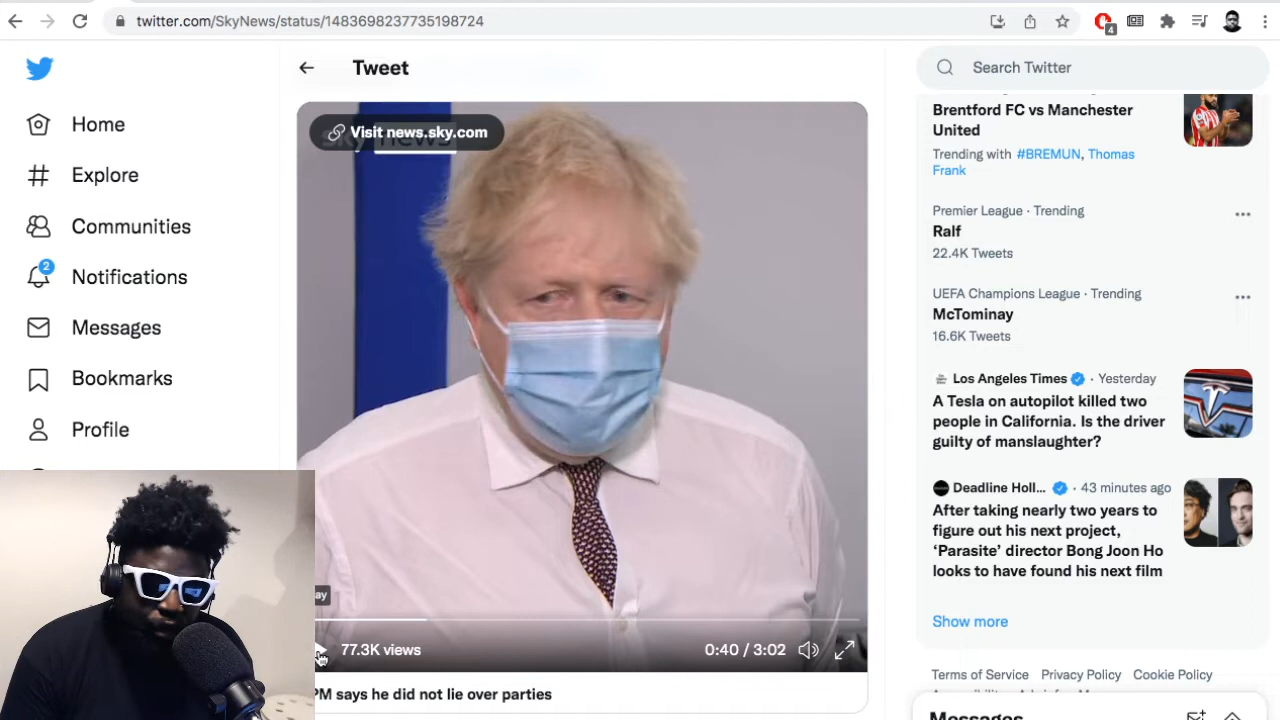 twitter.com/SkyNews/status/1483698237735198724
4
Home
Explore
Communities
2
Notifications
Messages
Bookmarks
Profile
Tweet
Visit news.sky.com
sky news
ay
77.3K views
0:40 / 3:02
PM says he did not lie over parties
Search Twitter
Brentford FC vs Manchester
United
Trending with #BREMUN, Thomas
Frank
Premier League · Trending
Ralf
22.4K Tweets
UEFA Champions League · Trending
McTominay
16.6K Tweets
Los Angeles Times · Yesterday
A Tesla on autopilot killed two
people in California. Is the driver
guilty of manslaughter?
Deadline Holl... · 43 minutes ago
After taking nearly two years to
figure out his next project,
‘Parasite’ director Bong Joon Ho
looks to have found his next film
Show more
Terms of Service Privacy Policy Cookie Policy
Messages